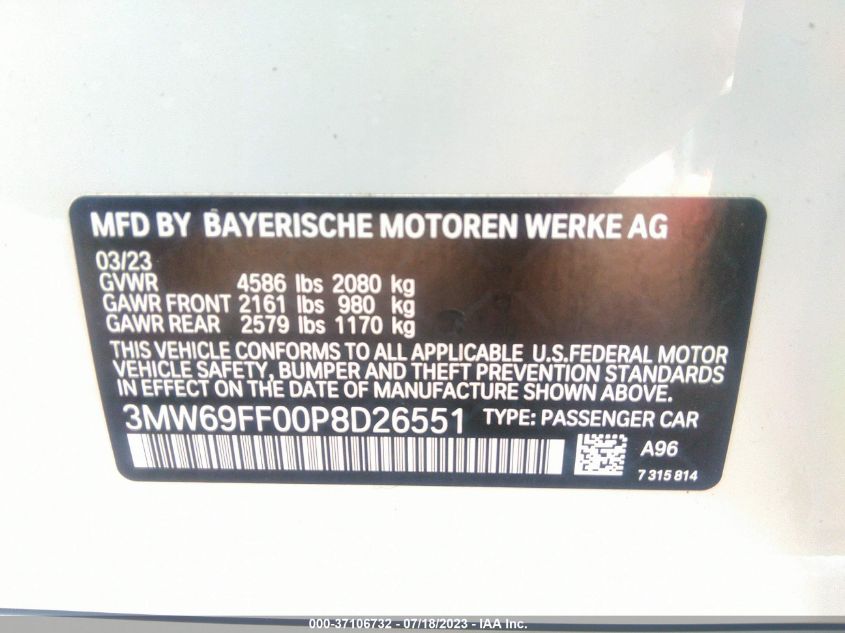 MFD BY BAYERISCHE MOTOREN WERKE AG
03/23
GVWR 4586 lbs 2080 kg
GAWR FRONT 2161 lbs 980 kg
GAWR REAR 2579 lbs 1170 kg
THIS VEHICLE CONFORMS TO ALL APPLICABLE U.S.FEDERAL MOTOR
VEHICLE SAFETY, BUMPER AND THEFT PREVENTION STANDARDS
IN EFFECT ON THE DATE OF MANUFACTURE SHOWN ABOVE.
3MW69FF00P8D26551 TYPE: PASSENGER CAR
A96
7 315 814
000-37106732 - 07/18/2023 - IAA Inc.